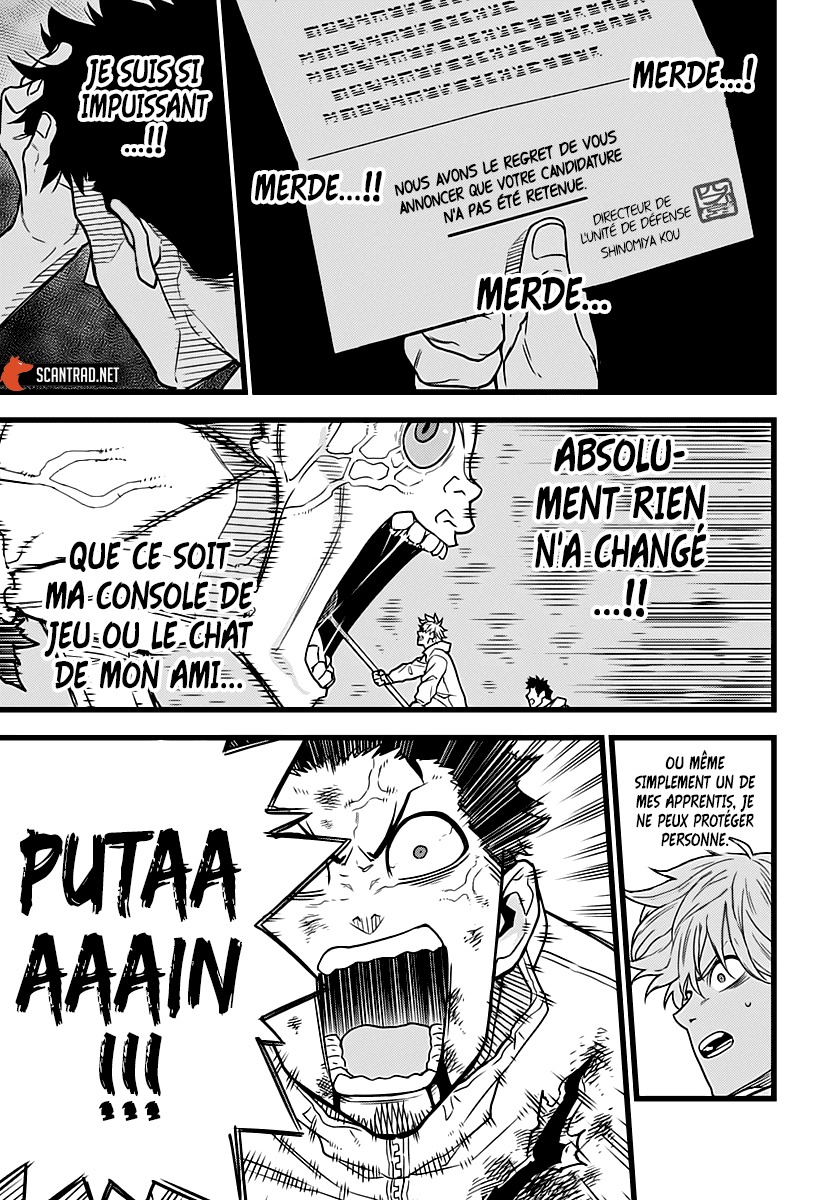 MERDE...!
NOUS AVONS LE REGRET DE VOUS
ANNONCER QUE VOTRE CANDIDATURE
N'A PAS ÉTÉ RETENUE.
DIRECTEUR DE
L'UNITÉ DE DÉFENSE
SHINOMIYA KOU
MERDE...!!
MERDE...
JE SUIS SI
IMPUISSANT
...!!
SCANTRAD.NET
ABSOLU-
MENT RIEN
N'A CHANGÉ
...!!
QUE CE SOIT
MA CONSOLE DE
JEU OU LE CHAT
DE MON AMI...
OU MÊME
SIMPLEMENT UN DE
MES APPRENTIS, JE
NE PEUX PROTÉGER
PERSONNE.
PUTAA
AAAIN
!!!